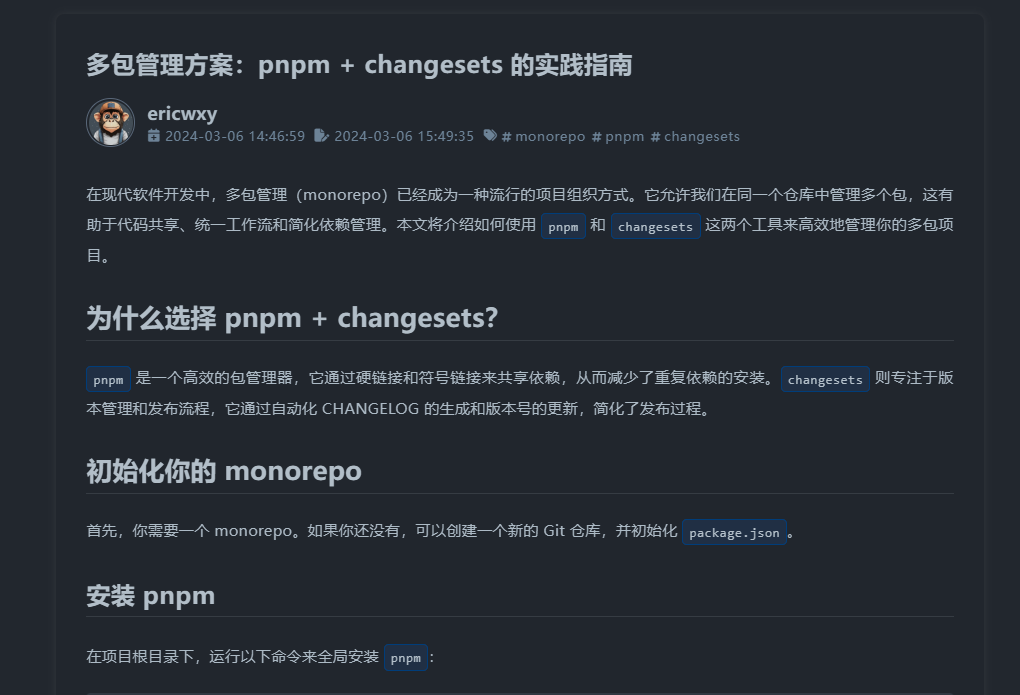 多包管理方案：pnpm + changesets 的实践指南
ericwxy
2024-03-06 14:46:59 2024-03-06 15:49:35 # monorepo # pnpm # changesets
在现代软件开发中，多包管理（monorepo）已经成为一种流行的项目组织方式。它允许我们在同一个仓库中管理多个包，这有
助于代码共享、统一工作流和简化依赖管理。本文将介绍如何使用 pnpm 和 changesets 这两个工具来高效地管理你的多包项
目。
为什么选择 pnpm + changesets?
pnpm 是一个高效的包管理器，它通过硬链接和符号链接来共享依赖，从而减少了重复依赖的安装。changesets 则专注于版
本管理和发布流程，它通过自动化 CHANGELOG 的生成和版本号的更新，简化了发布过程。
初始化你的 monorepo
首先，你需要一个 monorepo。如果你还没有，可以创建一个新的 Git 仓库，并初始化 package.json。
安装 pnpm
在项目根目录下，运行以下命令来全局安装 pnpm：